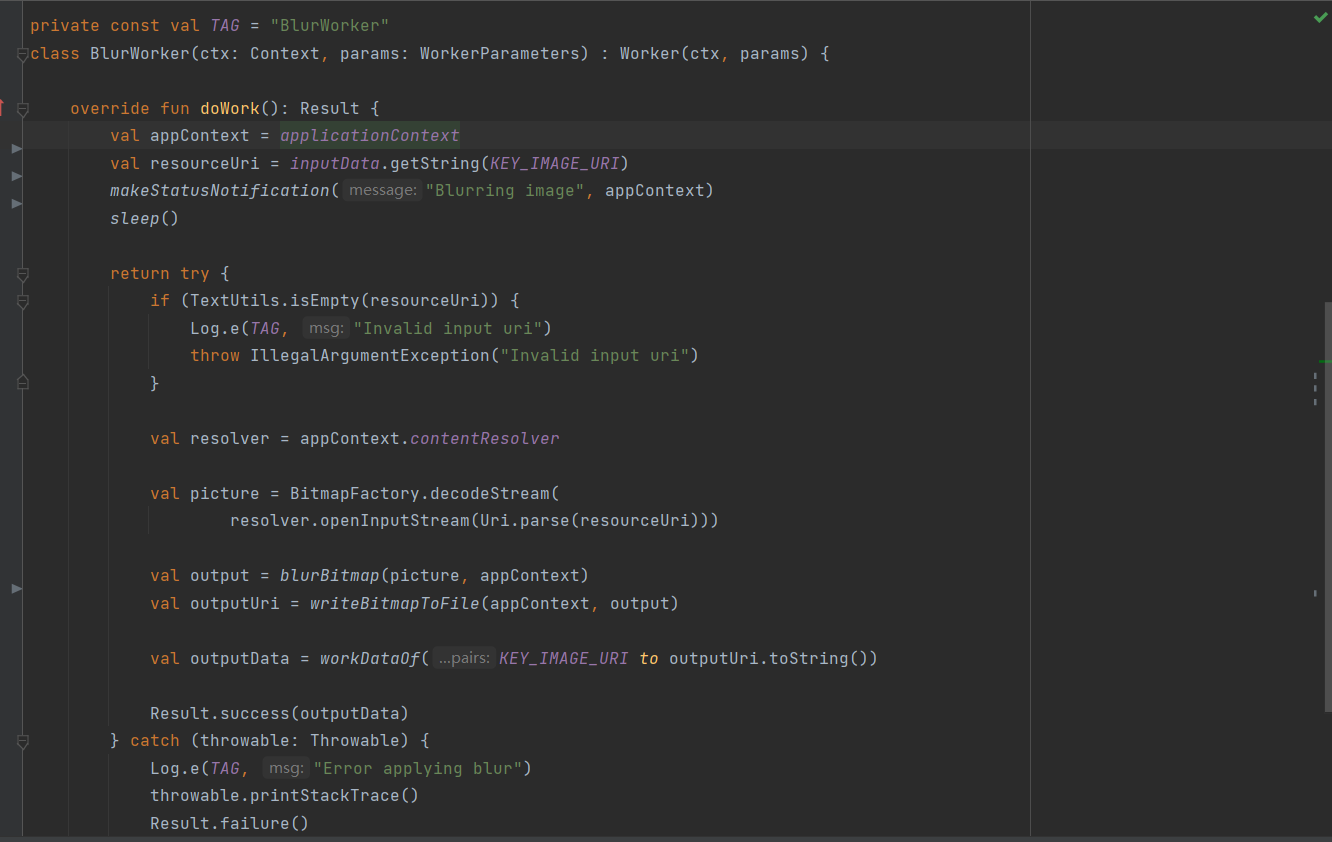 private const val TAG = "BlurWorker"
class BlurWorker(ctx: Context, params: WorkerParameters) : Worker(ctx, params) {
override fun doWork(): Result {
val appContext = applicationContext
val resourceUri = inputData.getString(KEY_IMAGE_URI)
makeStatusNotification( message: "Blurring image", appContext)
sleep()
return try {
if (TextUtils.isEmpty(resourceUri)) {
Log.e(TAG, msg: "Invalid input uri")
throw IllegalArgumentException("Invalid input uri")
}
val resolver = appContext.contentResolver
val picture = BitmapFactory.decodeStream(
resolver.openInputStream(Uri.parse(resourceUri)))
val output = blurBitmap(picture, appContext)
val outputUri = writeBitmapToFile(appContext, output)
val outputData = workDataOf( ...pairs: KEY_IMAGE_URI to outputUri.toString())
Result.success(outputData)
} catch (throwable: Throwable) {
Log.e(TAG, msg: "Error applying blur")
throwable.printStackTrace()
Result.failure()